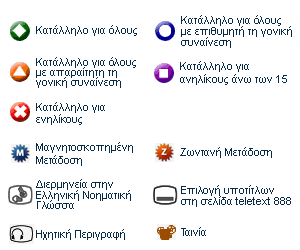 Κατάλληλο για όλους
Κατάλληλο για όλους
με επιθυμητή τη γονική
συναίνεση
Κατάλληλο για όλους
με απαραίτητη τη
γονική συναίνεση
Κατάλληλο για
ανηλίκους άνω των 15
Κατάλληλο για
ενηλίκους
M
Μαγνητοσκοπημένη
Μετάδοση
Z
Ζωντανή Μετάδοση
Διερμηνεία στην
Ελληνική Νοηματική
Γλώσσα
Επιλογή υποτίτλων
στη σελίδα teletext 888
Ηχητική Περιγραφή
Ταινία